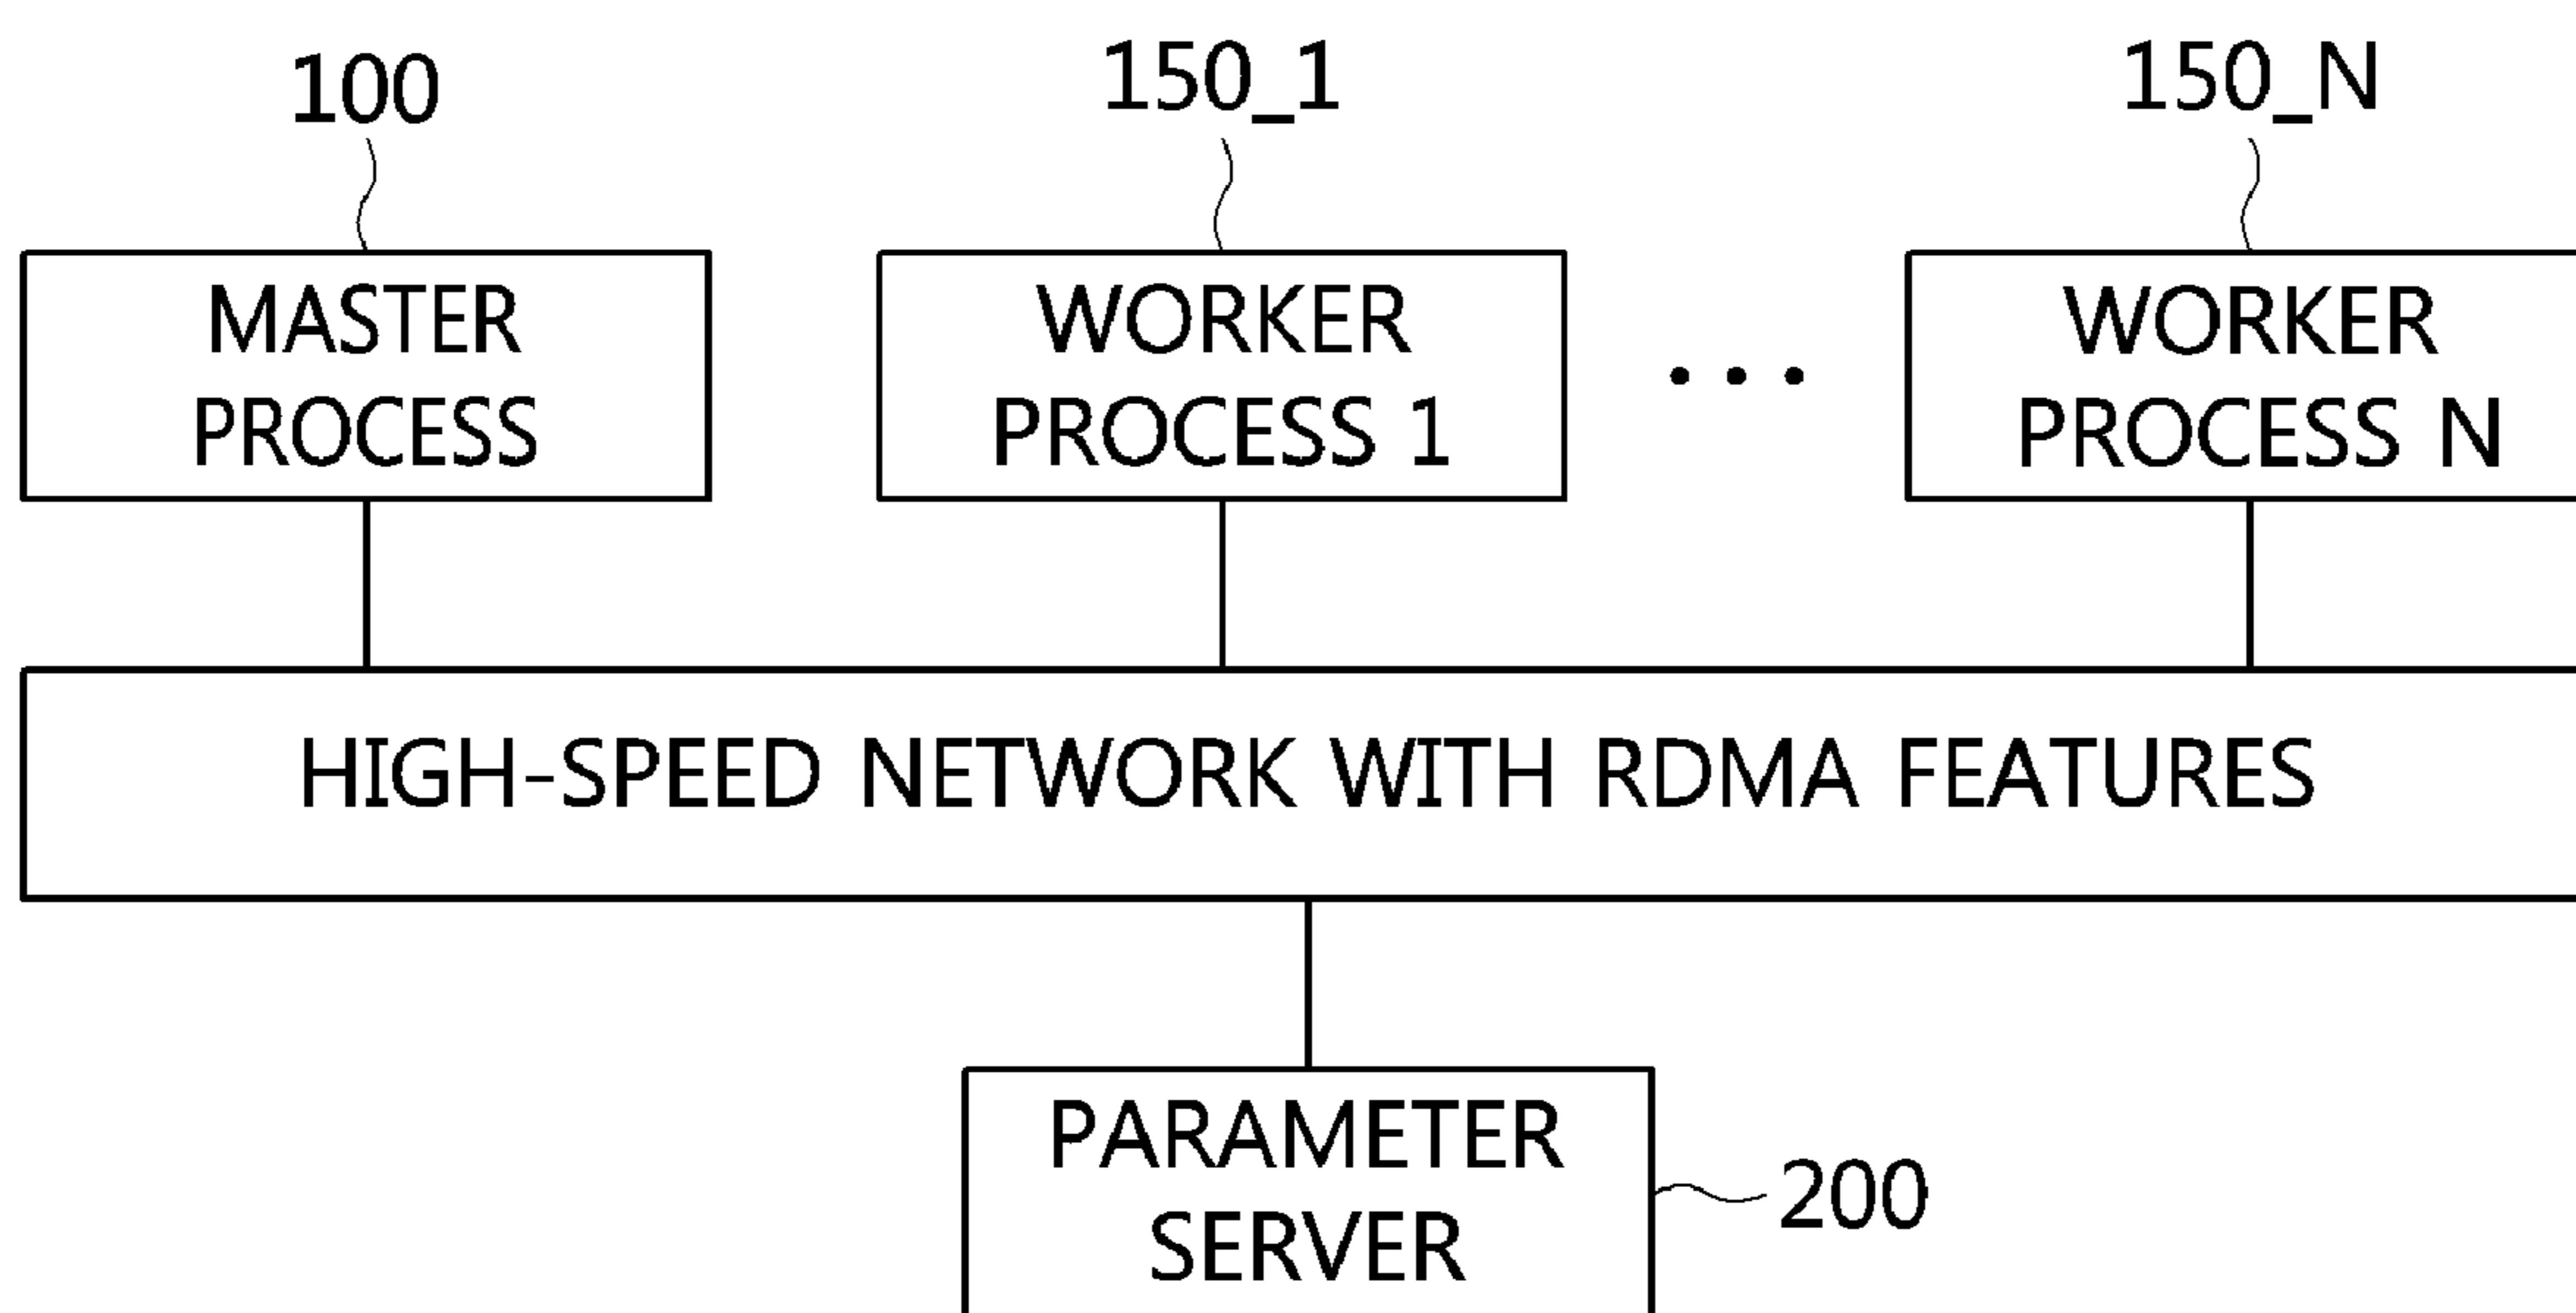 100
150_1
150_N
MASTER
PROCESS
WORKER
PROCESS 1
...
WORKER
PROCESS N
HIGH-SPEED NETWORK WITH RDMA FEATURES
PARAMETER
SERVER
200